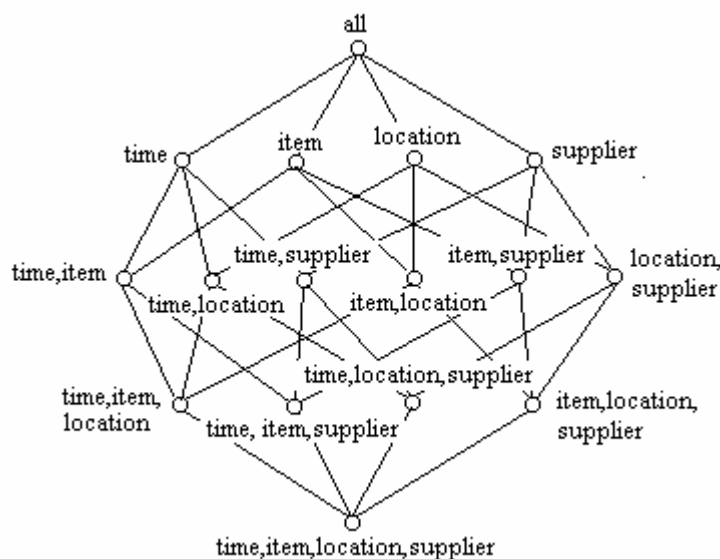 all
time
item
location
supplier
time,item
time,supplier
item,supplier
location,
supplier
time,location
item,location
time,item,
location
time,location,supplier
time, item,supplier
item,location,
supplier
time,item,location,supplier